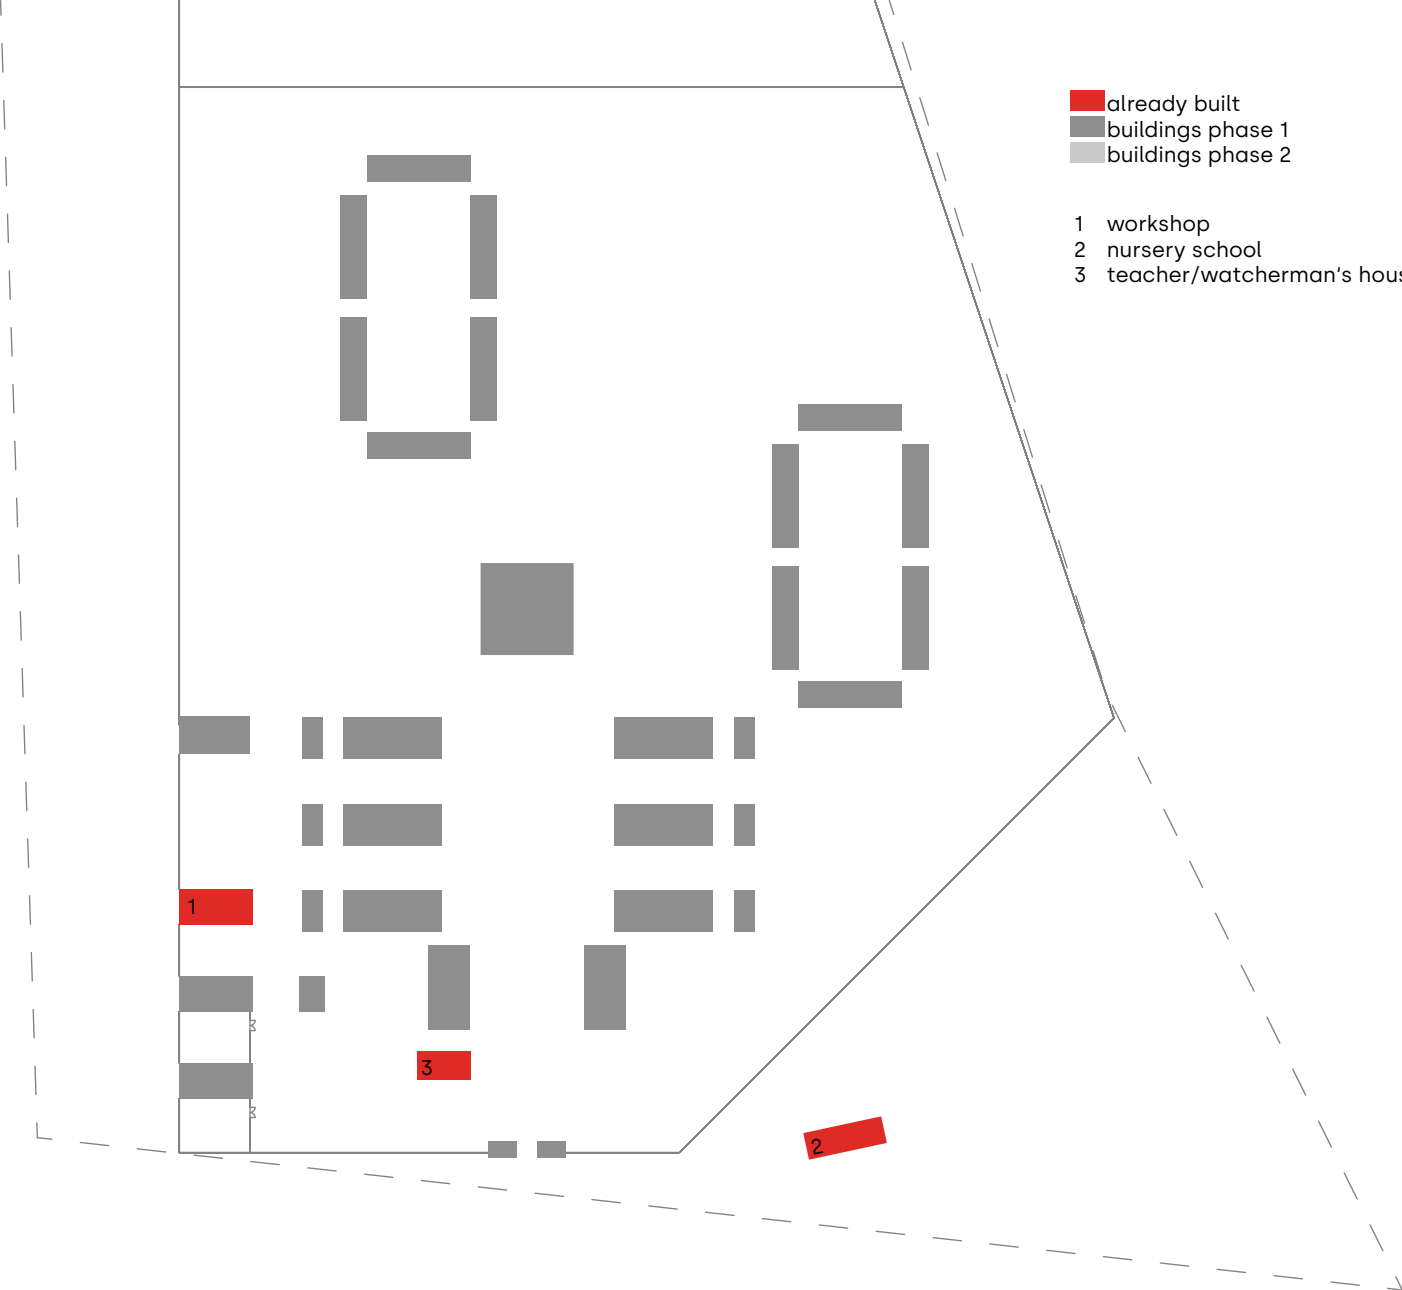 already built
buildings phase 1
buildings phase 2
1 workshop
2 nursery school
3 teacher/watcherman's hous
1
3
2